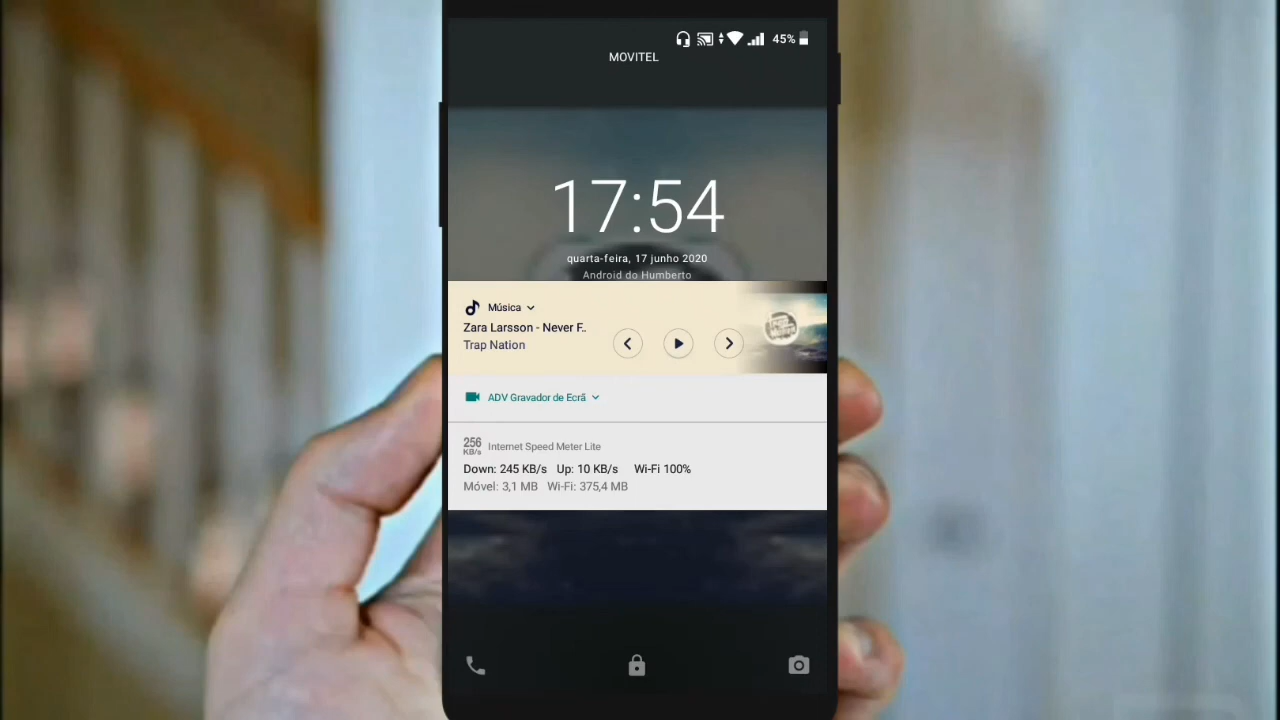 45%
MOVITEL
17:54
quarta-feira, 17 junho 2020
Android do Humberto
Música
Zara Larsson - Never F..
Trap Nation
ADV Gravador de Ecrã
256
KB/s
Internet Speed Meter Lite
Down: 245 KB/s Up: 10 KB/s Wi-Fi 100%
Móvel: 3,1 MB Wi-Fi: 375,4 MB